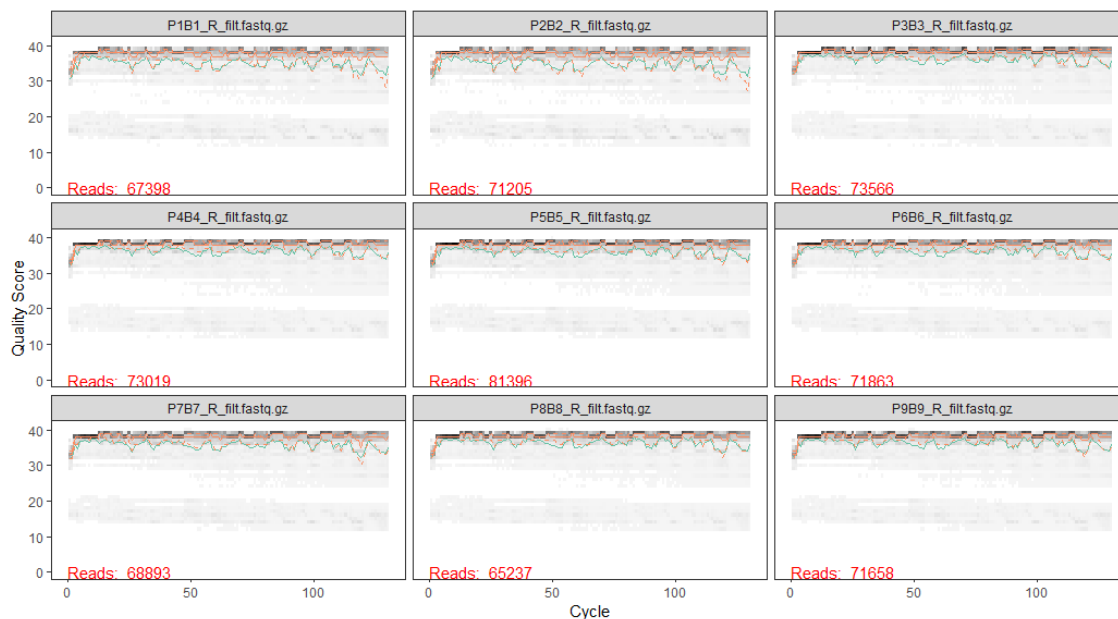 P1B1_R_filt.fastq.gz P2B2_R_filt.fastq.gz P3B3_R_filt.fastq.gz
40
30
20
10
0
Reads: 67398 Reads: 71205 Reads: 73566
P4B4_R_filt.fastq.gz P5B5_R_filt.fastq.gz P6B6_R_filt.fastq.gz
40
30
20
10
0
Quality Score
Reads: 73019 Reads: 81396 Reads: 71863
P7B7_R_filt.fastq.gz P8B8_R_filt.fastq.gz P9B9_R_filt.fastq.gz
40
30
20
10
0
Reads: 68893 Reads: 65237 Reads: 71658
0 50 100 0 50 100 0 50 100
Cycle